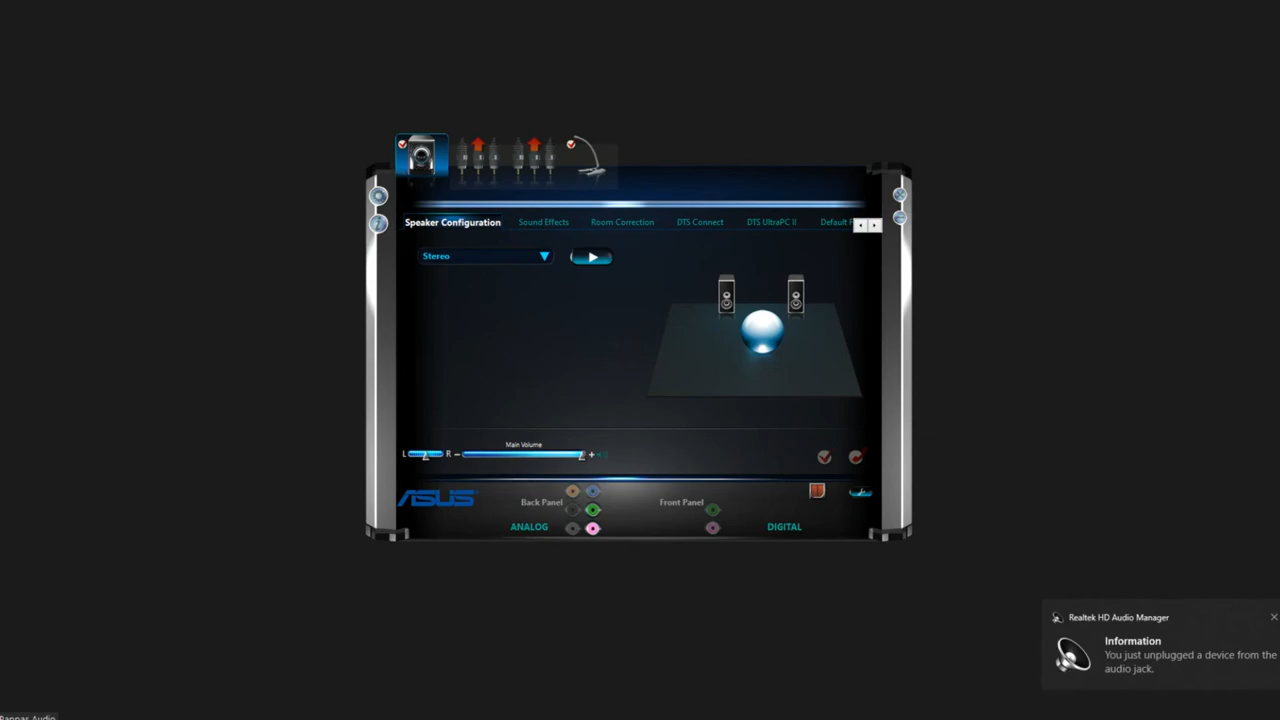 Speaker Configuration
Sound Effects
Room Correction
DTS Connect
DTS UltraPC II
Default F
Stereo
Main Volume
L
R
ASUS
Back Panel
Front Panel
ANALOG
DIGITAL
Realtek HD Audio Manager
Information
You just unplugged a device from the
audio jack.